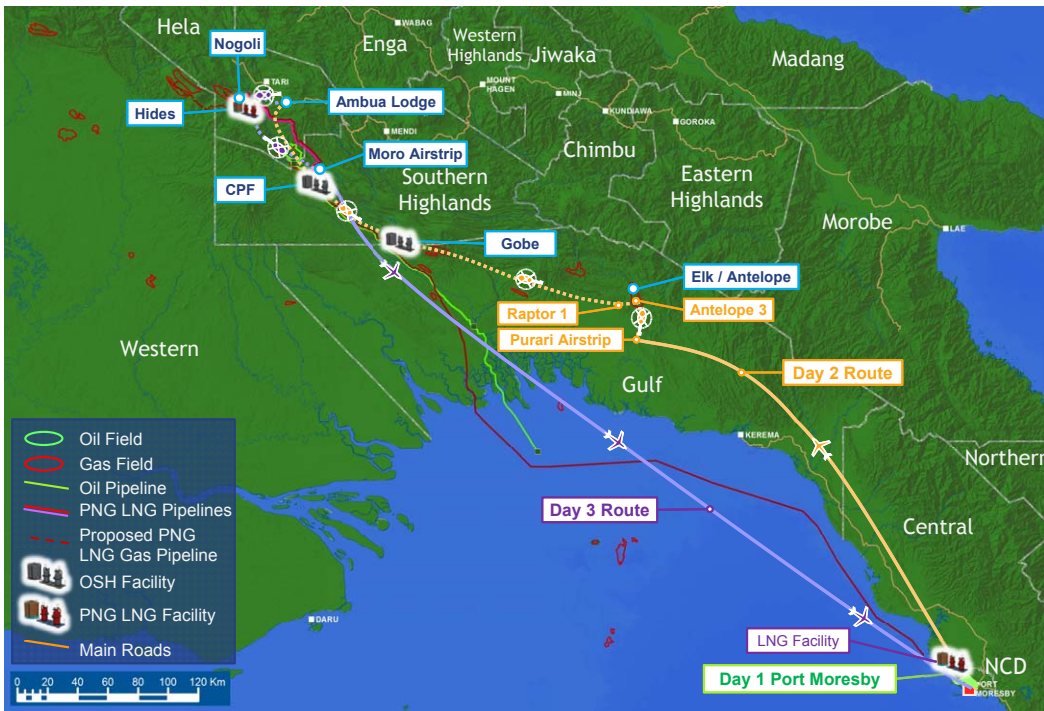 Hela
Nogoli
Enga
WABAG
Western
Highlands
Jiwaka
Madang
TARI
MOUNT
HAGEN
MINJ
Hides
Ambua Lodge
KUNDIAWA
GOROKA
MENDI
Chimbu
Moro Airstrip
CPF
Southern
Highlands
Eastern
Highlands
Morobe
LAE
Gobe
Elk / Antelope
Raptor 1
Antelope 3
Purari Airstrip
Western
Gulf
Day 2 Route
KEREMA
Northern
Oil Field
Gas Field
Oil Pipeline
PNG LNG Pipelines
Proposed PNG
LNG Gas Pipeline
OSH Facility
PNG LNG Facility
Main Roads
0 20 40 60 80 100 120 Km
Day 3 Route
Central
DARU
LNG Facility
NCD
Day 1 Port Moresby
PORT
MORESBY